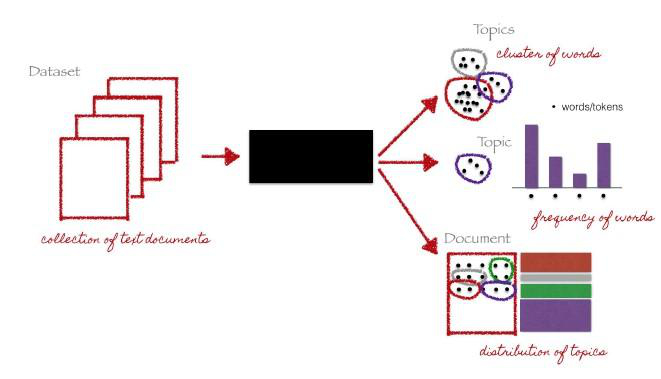 Topics
cluster of words
Dataset
words/tokens
Topic
frequency of words
collection of text documents
Document
distribution of topics